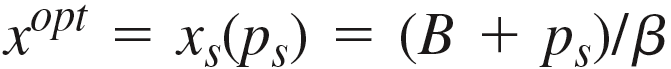 x^{opt} = x_s(p_s) = (B + p_s)/β